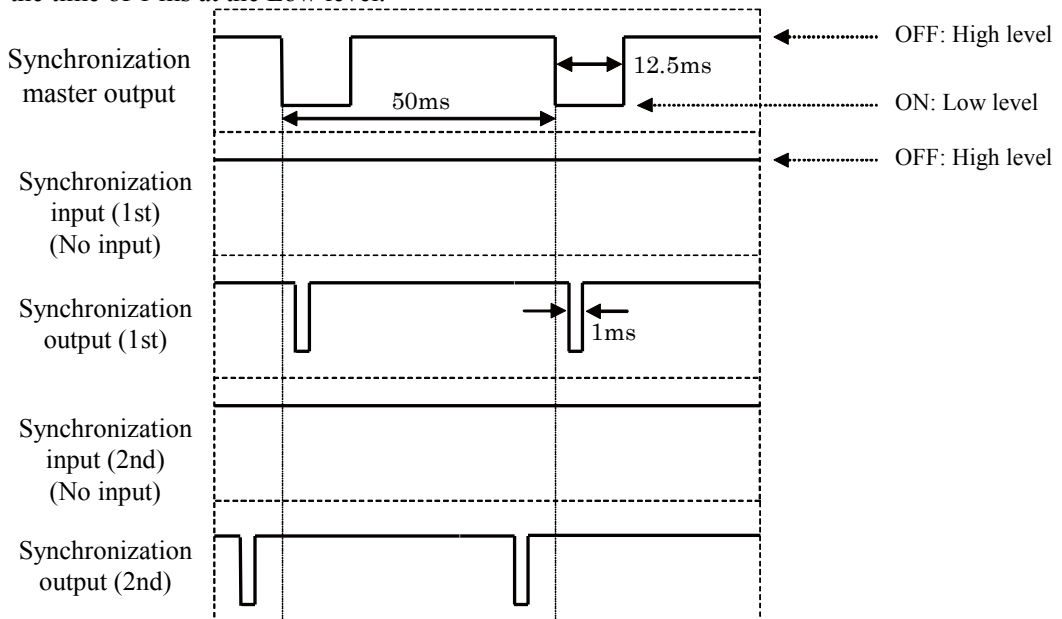 the time of 1 ms at the Low level.
OFF: High level
Synchronization
master output
12.5ms
50ms
ON: Low level
OFF: High level
Synchronization
input (1st)
(No input)
Synchronization
output (1st)
1ms
Synchronization
input (2nd)
(No input)
Synchronization
output (2nd)